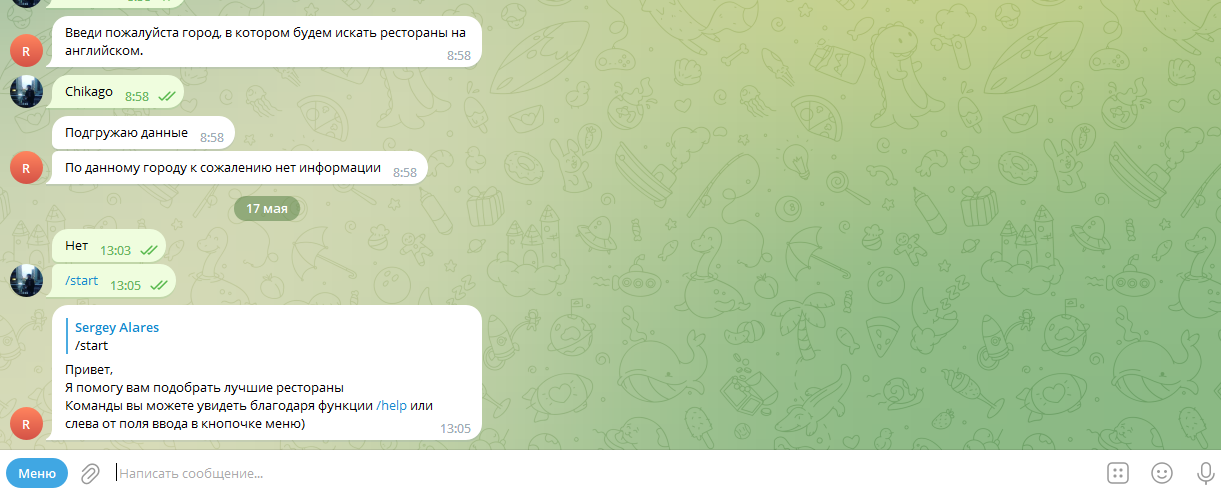 Введи пожалуйста город, в котором будем искать рестораны на
английском.
8:58
R
Chikago 8:58
Подгружаю данные 8:58
По данному городу к сожалению нет информации 8:58
R
17 мая
Нет 13:03
/start 13:05
Sergey Alares
/start
Привет,
Я помогу вам подобрать лучшие рестораны
Команды вы можете увидеть благодаря функции /help или
слева от поля ввода в кнопочке меню)
13:05
R
Меню
Написать сообщение...